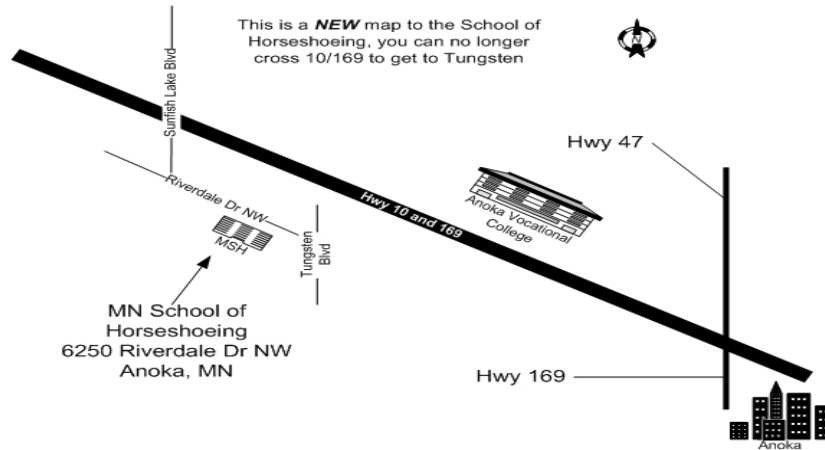 This is a NEW map to the School of
Horseshoeing, you can no longer
cross 10/169 to get to Tungsten
N
Sunfish Lake Blvd
Hwy 47
Riverdale Dr NW
Hwy 10 and 169
Anoka Vocational
College
MSH
Tungsten
Blvd
MN School of
Horseshoeing
6250 Riverdale Dr NW
Anoka, MN
Hwy 169
Anoka